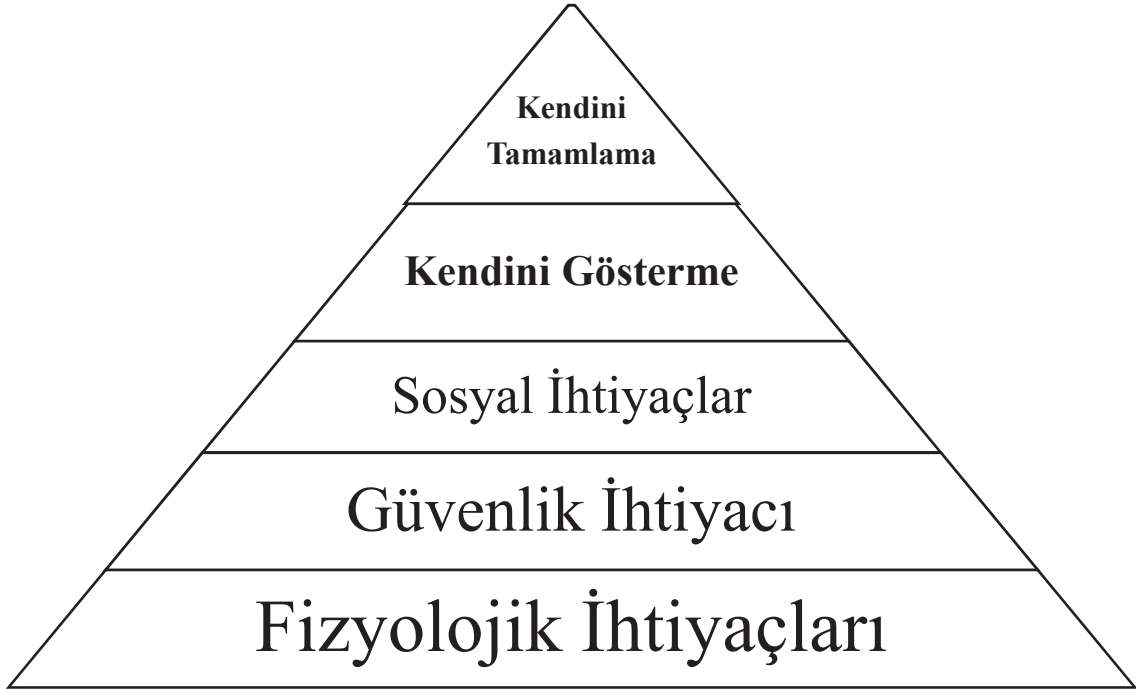 Kendini
Tamamlama
Kendini Gösterme
Sosyal İhtiyaçlar
Güvenlik İhtiyacı
Fizyolojik İhtiyaçları